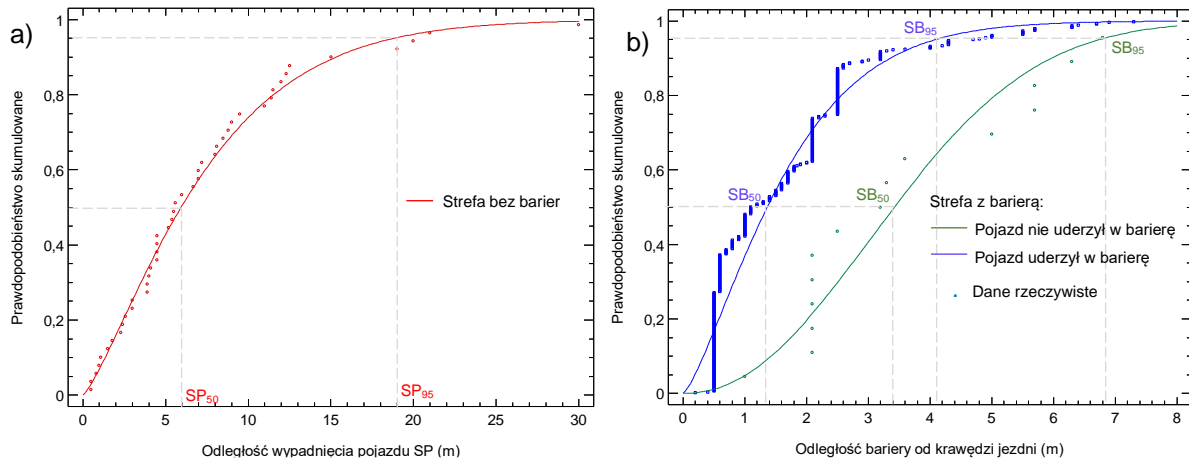 a)
Prawdopodobieństwo skumulowane
1
0,8
0,6
0,4
0,2
0
Strefa bez barier
SP50
SP95
0 5 10 15 20 25 30
Odległość wypadnięcia pojazdu SP (m)
b)
Prawdopodobieństwo skumulowane
1
0,8
0,6
0,4
0,2
0
SB95
SB95
SB50
SB50
Strefa z barierą:
Pojazd nie uderzył w barierę
Pojazd uderzył w barierę
Dane rzeczywiste
0 1 2 3 4 5 6 7 8
Odległość bariery od krawędzi jezdni (m)